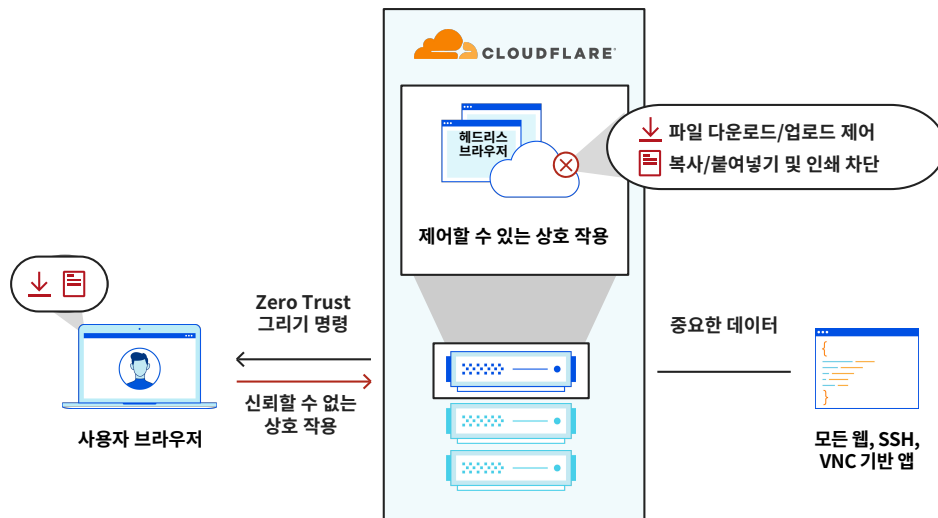 CLOUDFLARE
헤드리스
브라우저
파일 다운로드/업로드 제어
복사/붙여넣기 및 인쇄 차단
제어할 수 있는 상호 작용
Zero Trust
그리기 명령
신뢰할 수 없는
상호 작용
사용자 브라우저
중요한 데이터
{
}
모든 웹, SSH,
VNC 기반 앱